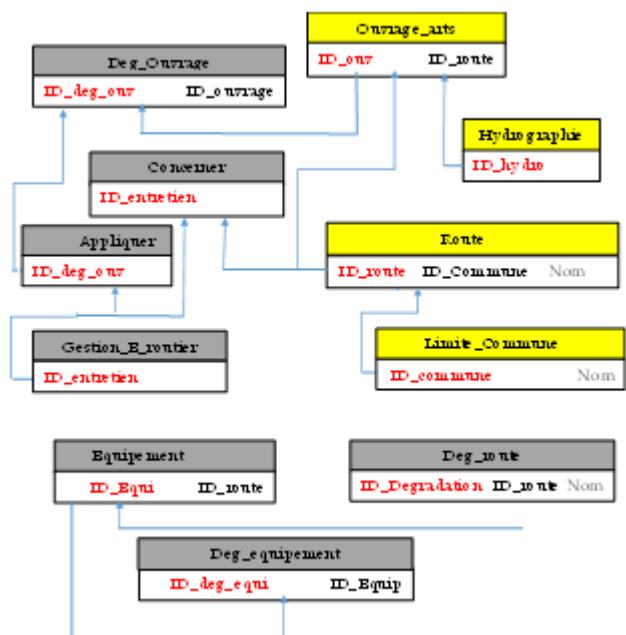 Ouvrage_arts
ID_ouv ID_route
Deg_Ouvrage
ID_deg_ouv ID_ouvrage
Hydrographie
ID_hydro
Concerner
ID_entretien
Appliquer
ID_deg_ouv
Route
ID_route ID_Commune Nom
Gestion_E_routier
ID_entretien
Limite_Commune
ID_commune Nom
Equipement
ID_Equi ID_route
Deg_route
ID_Degradation ID_route Nom
Deg_equipement
ID_deg_equi ID_Equip